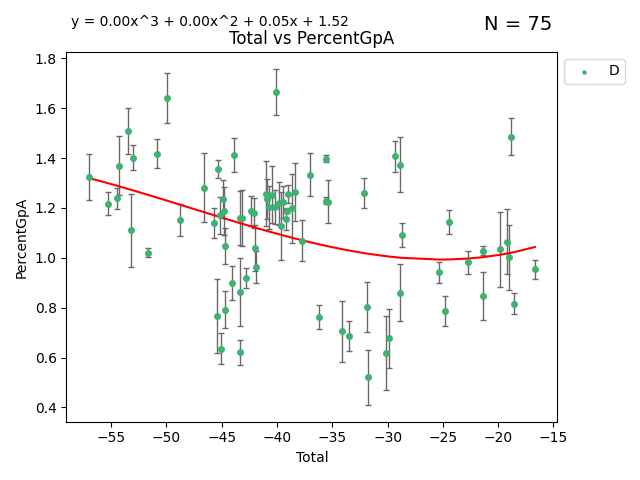 y = 0.00x^3 + 0.00x^2 + 0.05x + 1.52
N = 75
Total vs PercentGpA
D
PercentGpA
1.8
1.6
1.4
1.2
1.0
0.8
0.6
0.4
−55 −50 −45 −40 −35 −30 −25 −20 −15
Total